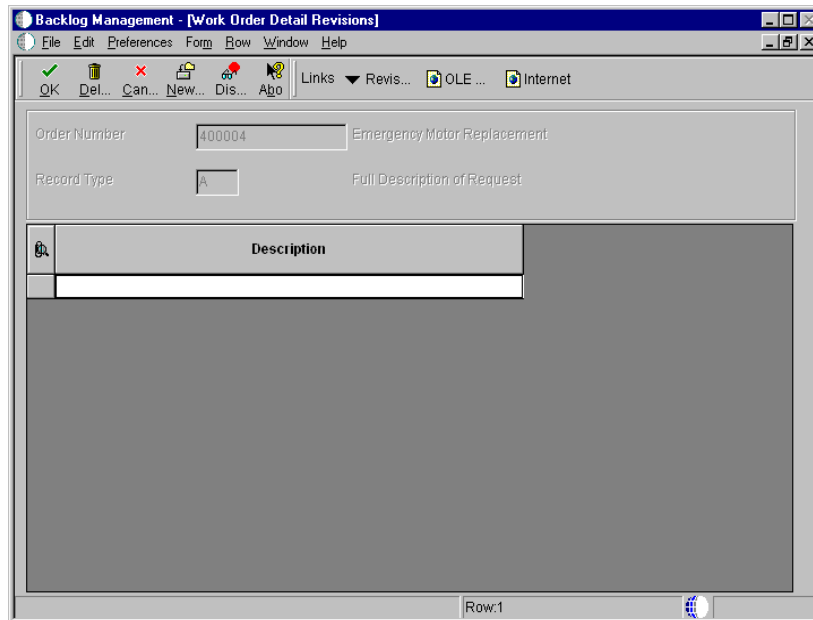 Backlog Management - [Work Order Detail Revisions]
File Edit Preferences Form Row Window Help
OK Del... Can... New... Dis... Abo Links Revis... OLE ... Internet
Order Number 400004 Emergency Motor Replacement
Record Type A Full Description of Request
Description
Row:1